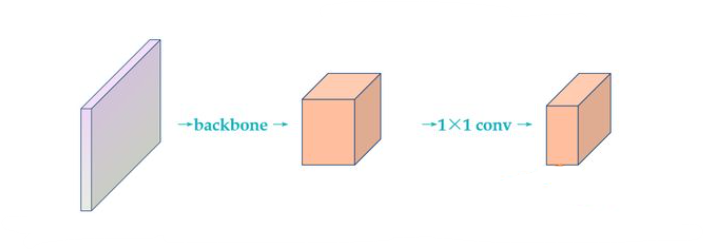 →backbone→
→1×1 conv→